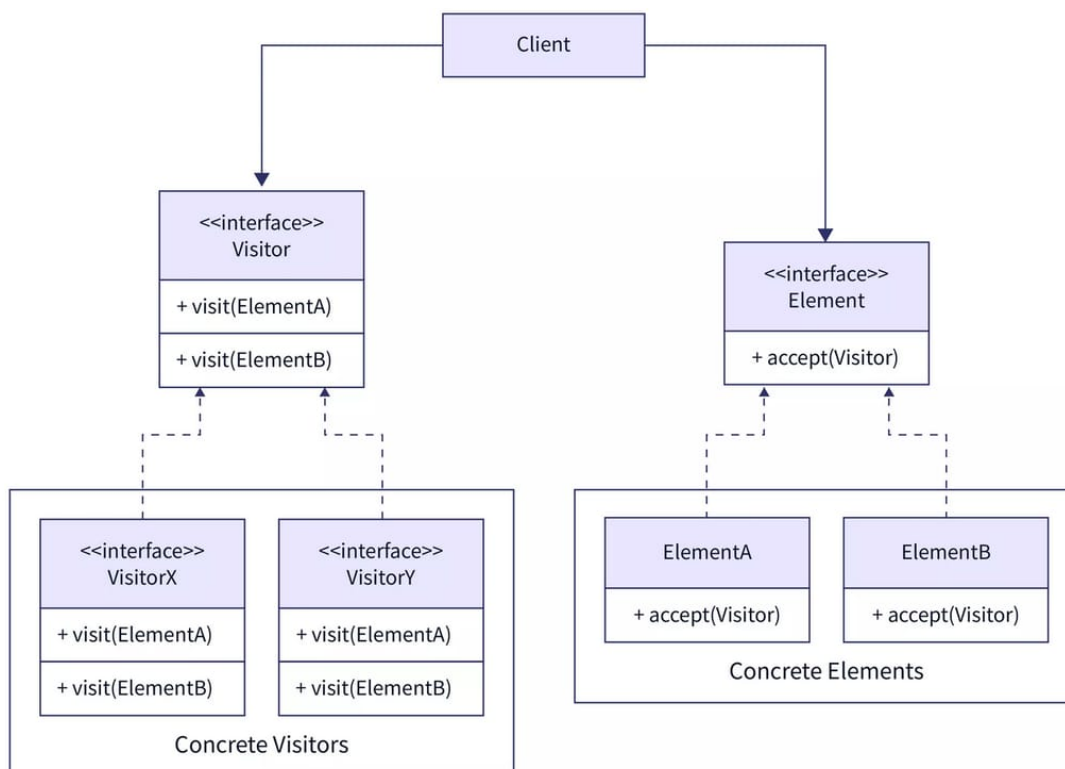 Client
<<interface>>
Visitor
+ visit(ElementA)
+ visit(ElementB)
<<interface>>
Element
+ accept(Visitor)
<<interface>>
VisitorX
+ visit(ElementA)
+ visit(ElementB)
<<interface>>
VisitorY
+ visit(ElementA)
+ visit(ElementB)
Concrete Visitors
ElementA
+ accept(Visitor)
ElementB
+ accept(Visitor)
Concrete Elements